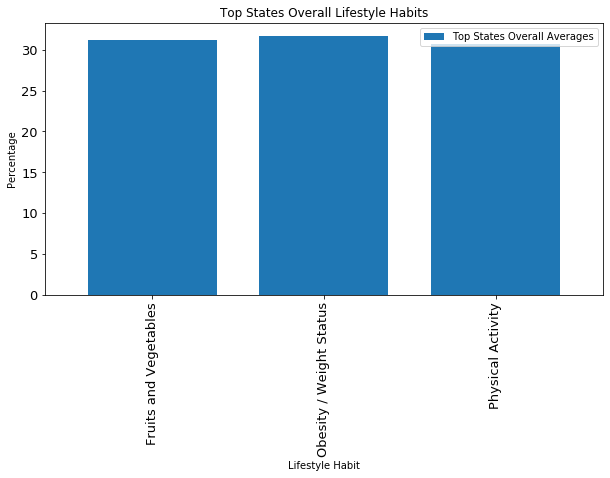 Top States Overall Lifestyle Habits
Top States Overall Averages
Percentage
30
25
20
15
10
5
0
Fruits and Vegetables
Obesity / Weight Status
Physical Activity
Lifestyle Habit